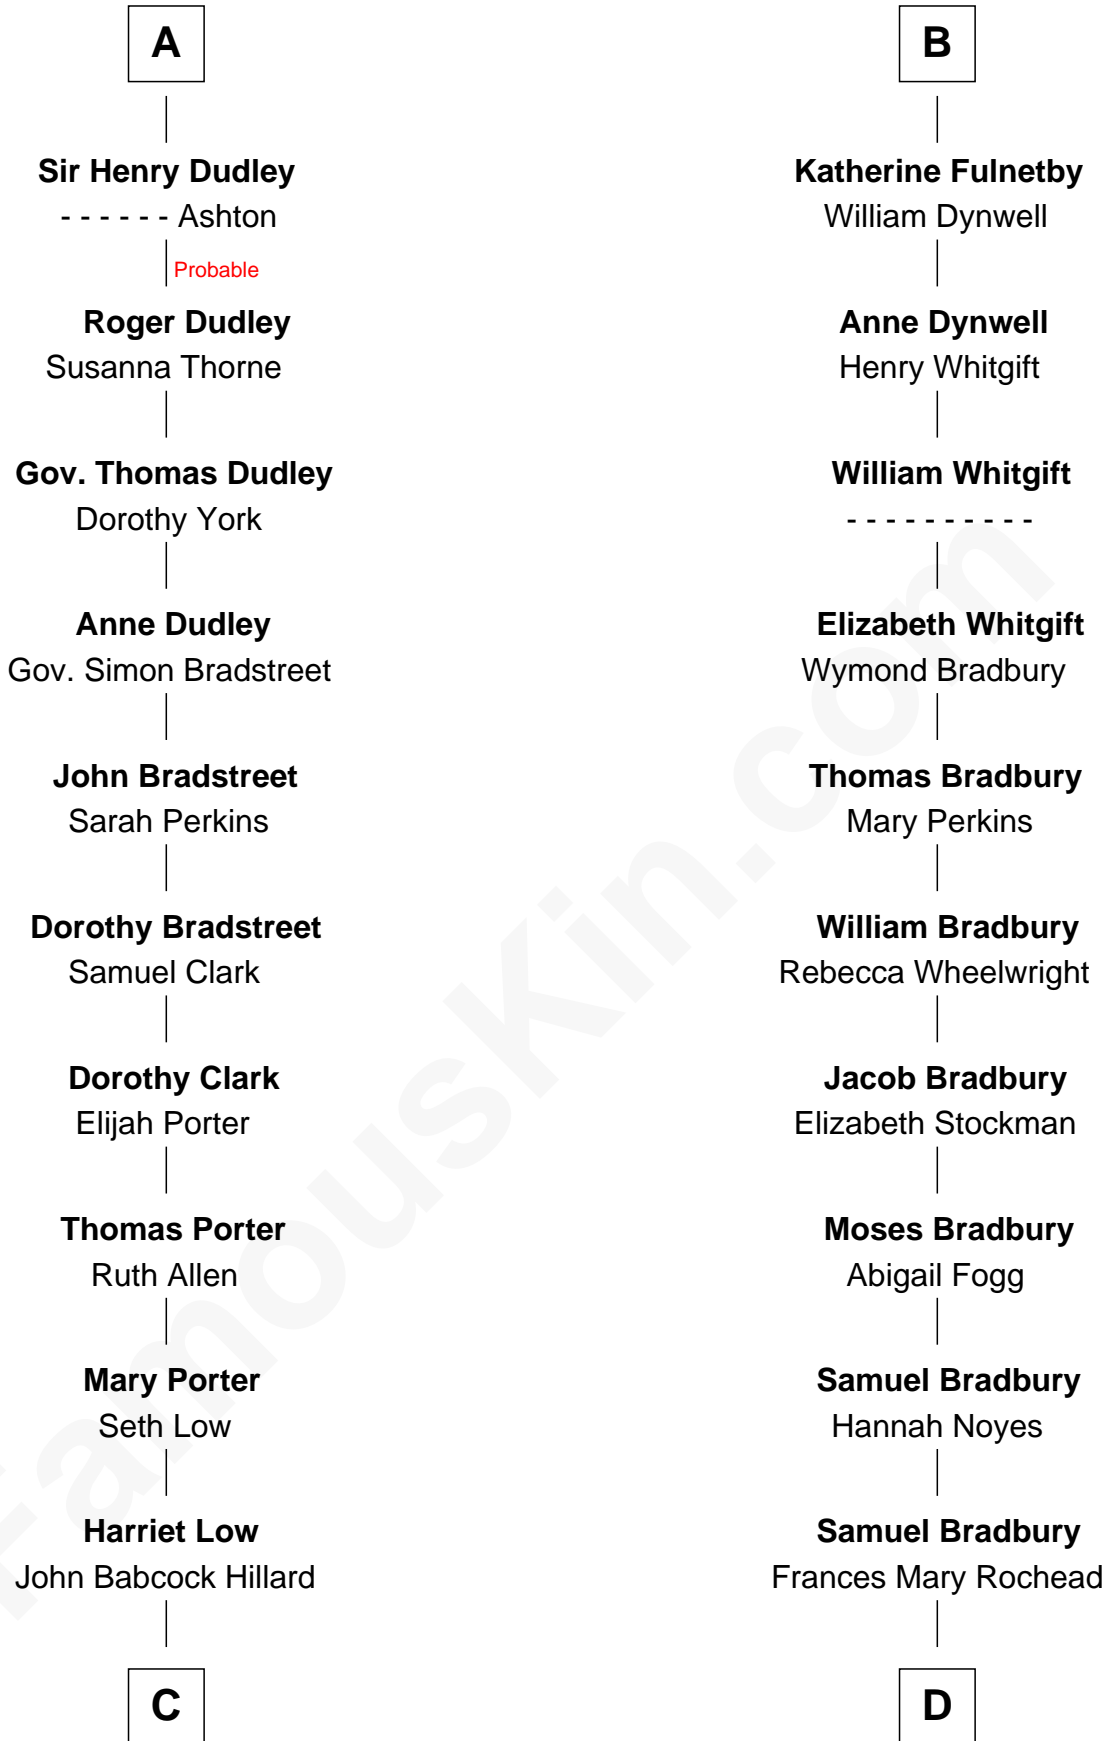 A
Sir Henry Dudley
- - - - - - Ashton
Probable
Roger Dudley
Susanna Thorne
Gov. Thomas Dudley
Dorothy York
Anne Dudley
Gov. Simon Bradstreet
John Bradstreet
Sarah Perkins
Dorothy Bradstreet
Samuel Clark
Dorothy Clark
Elijah Porter
Thomas Porter
Ruth Allen
Mary Porter
Seth Low
Harriet Low
John Babcock Hillard
C
B
Katherine Fulnetby
William Dynwell
Anne Dynwell
Henry Whitgift
William Whitgift
- - - - - - - - - -
Elizabeth Whitgift
Wymond Bradbury
Thomas Bradbury
Mary Perkins
William Bradbury
Rebecca Wheelwright
Jacob Bradbury
Elizabeth Stockman
Moses Bradbury
Abigail Fogg
Samuel Bradbury
Hannah Noyes
Samuel Bradbury
Frances Mary Rochead
D
FamousKin.com